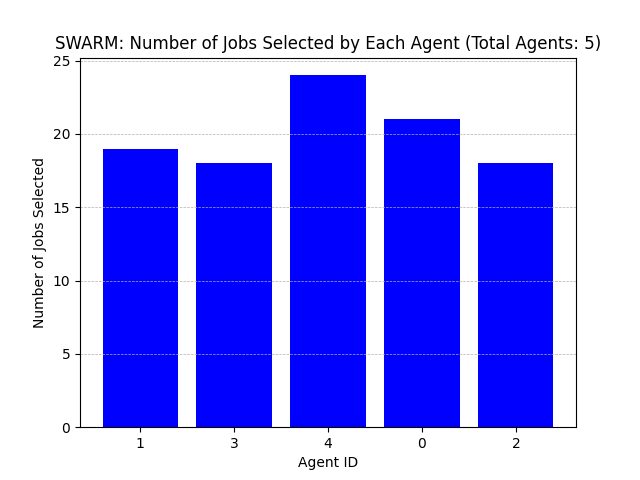 SWARM: Number of Jobs Selected by Each Agent (Total Agents: 5)
25
20
15
10
5
0
Number of Jobs Selected
1 3 4 0 2
Agent ID